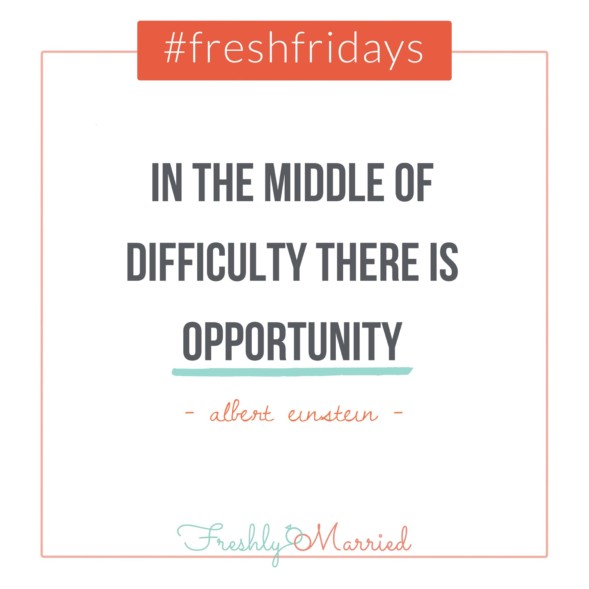 #freshfridays
IN THE MIDDLE OF
DIFFICULTY THERE IS
OPPORTUNITY
- albert einstein -
Freshly Married